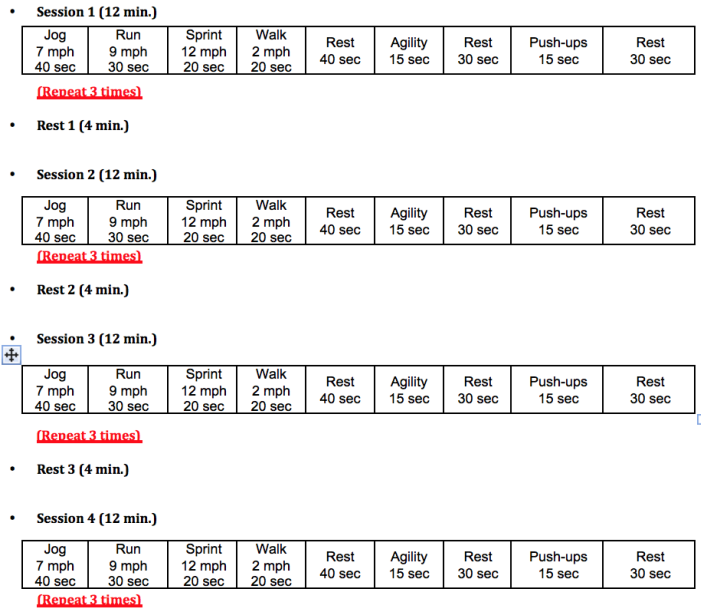 • Session 1 (12 min.)
Jog Run Sprint Walk Rest Agility Rest Push-ups Rest
7 mph 9 mph 12 mph 2 mph 40 sec 15 sec 30 sec 15 sec 30 sec
40 sec 30 sec 20 sec 20 sec
(Repeat 3 times)
• Rest 1 (4 min.)
• Session 2 (12 min.)
Jog Run Sprint Walk Rest Agility Rest Push-ups Rest
7 mph 9 mph 12 mph 2 mph 40 sec 15 sec 30 sec 15 sec 30 sec
40 sec 30 sec 20 sec 20 sec
(Repeat 3 times)
• Rest 2 (4 min.)
• Session 3 (12 min.)
Jog Run Sprint Walk Rest Agility Rest Push-ups Rest
7 mph 9 mph 12 mph 2 mph 40 sec 15 sec 30 sec 15 sec 30 sec
40 sec 30 sec 20 sec 20 sec
(Repeat 3 times)
• Rest 3 (4 min.)
• Session 4 (12 min.)
Jog Run Sprint Walk Rest Agility Rest Push-ups Rest
7 mph 9 mph 12 mph 2 mph 40 sec 15 sec 30 sec 15 sec 30 sec
40 sec 30 sec 20 sec 20 sec
(Repeat 3 times)